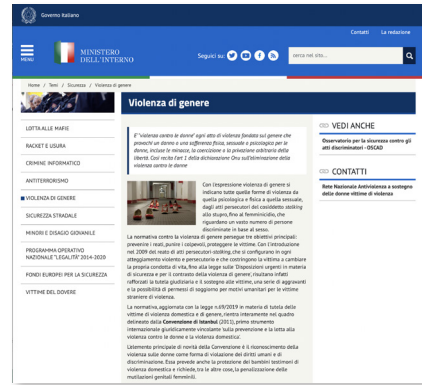 Governo Italiano
Contatti La redazione
MENU
MINISTERO
DELL'INTERNO
Seguici su:
cerca nel sito...
Home / Temi / Sicurezza / Violenza di genere
Violenza di genere
LOTTA ALLE MAFIE
RACKET E USURA
CRIMINE INFORMATICO
ANTITERRORISMO
VIOLENZA DI GENERE
SICUREZZA STRADALE
MINORI E DISAGIO GIOVANILE
PROGRAMMA OPERATIVO
NAZIONALE "LEGALITÀ" 2014-2020
FONDI EUROPEI PER LA SICUREZZA
VITTIME DEL DOVERE
E' 'violenza contro le donne' ogni atto di violenza fondata sul genere che
provochi un danno o una sofferenza fisica, sessuale o psicologica per le
donne, incluse le minacce, la coercizione o la privazione arbitraria della
libertà. Così recita l'art 1 della dichiarazione Onu sull'eliminazione della
violenza contro le donne
Con l'espressione violenza di genere si
indicano tutte quelle forme di violenza da
quella psicologica e fisica a quella sessuale,
dagli atti persecutori del cosiddetto stalking
allo stupro, fino al femminicidio, che
riguardano un vasto numero di persone
discriminate in base al sesso.
La normativa contro la violenza di genere persegue tre obiettivi principali:
prevenire i reati, punire i colpevoli, proteggere le vittime. Con l'introduzione
nel 2009 del reato di atti persecutori-stalking, che si configurano in ogni
atteggiamento violento e persecutorio e che costringono la vittima a cambiare
la propria condotta di vita, fino alla legge sulle 'Disposizioni urgenti in materia
di sicurezza e per il contrasto della violenza di genere', risultano infatti
rafforzati la tutela giudiziaria e il sostegno alle vittime, una serie di aggravanti
e la possibilità di permessi di soggiorno per motivi umanitari per le vittime
straniere di violenza.
La normativa, aggiornata con la legge n.69/2019 in materia di tutela delle
vittime di violenza domestica e di genere, rientra interamente nel quadro
delineato dalla Convenzione di Istanbul (2011), primo strumento
internazionale giuridicamente vincolante 'sulla prevenzione e la lotta alla
violenza contro le donne e la violenza domestica'.
L'elemento principale di novità della Convenzione è il riconoscimento della
violenza sulle donne come forma di violazione dei diritti umani e di
discriminazione. Essa prevede anche la protezione dei bambini testimoni di
violenza domestica e richiede, tra le altre cose, la penalizzazione delle
mutilazioni genitali femminili.
VEDI ANCHE
Osservatorio per la sicurezza contro gli
atti discriminatori - OSCAD
CONTATTI
Rete Nazionale Antiviolenza a sostegno
delle donne vittime di violenza